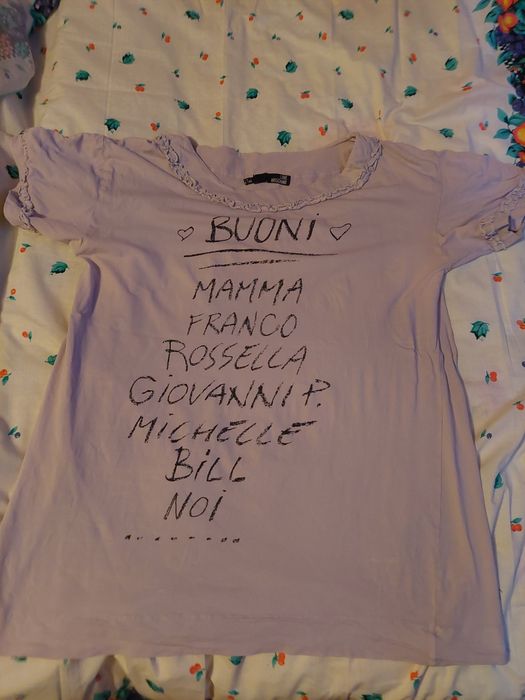 BUONI
MAMMA
FRANCO
ROSSELLA
GIOVANNI P.
MICHELLE
BILL
NOI
.........